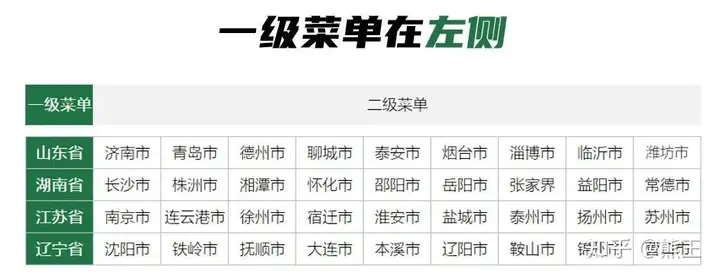 一级菜单在左侧
一级菜单 二级菜单
山东省 济南市 青岛市 德州市 聊城市 泰安市 烟台市 淄博市 临沂市 潍坊市
湖南省 长沙市 株洲市 湘潭市 怀化市 邵阳市 岳阳市 张家界 益阳市 常德市
江苏省 南京市 连云港市 徐州市 宿迁市 淮安市 盐城市 泰州市 扬州市 苏州市
辽宁省 沈阳市 铁岭市 抚顺市 大连市 本溪市 辽阳市 鞍山市 锦州市 营口市
知乎 @熊王